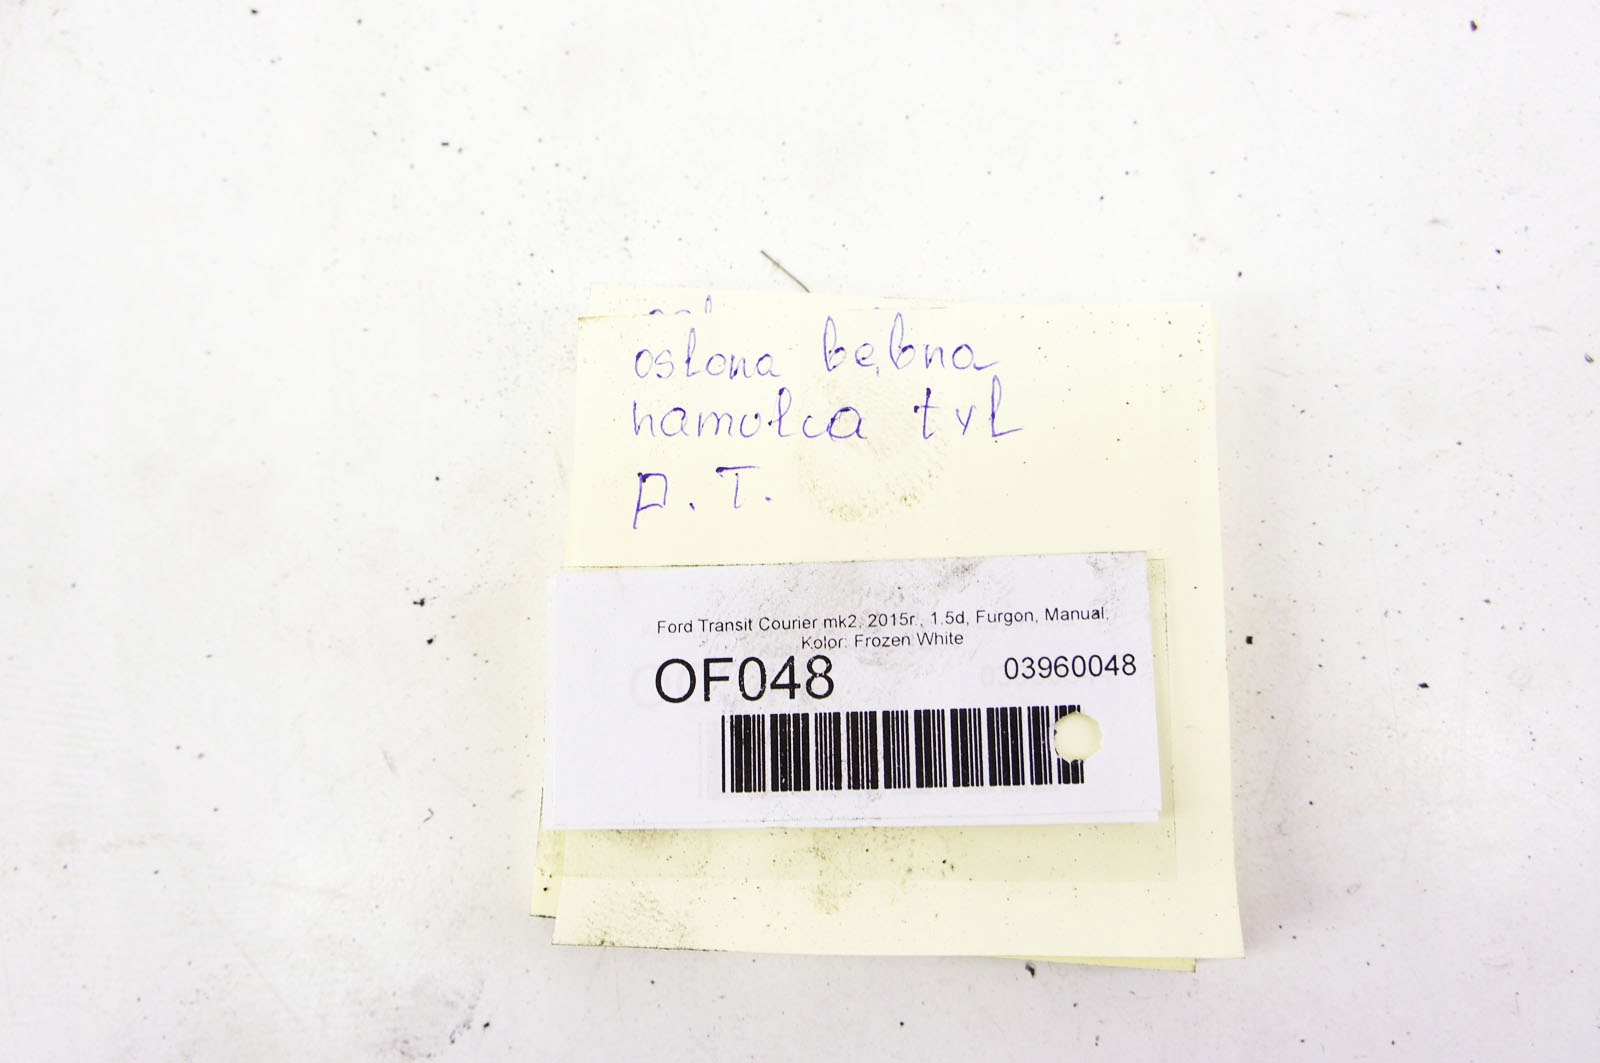 osłona bębna
hamulca tył
P.T.
Ford Transit Courier mk2, 2015r., 1.5d, Furgon, Manual,
Kolor: Frozen White
OF048
03960048